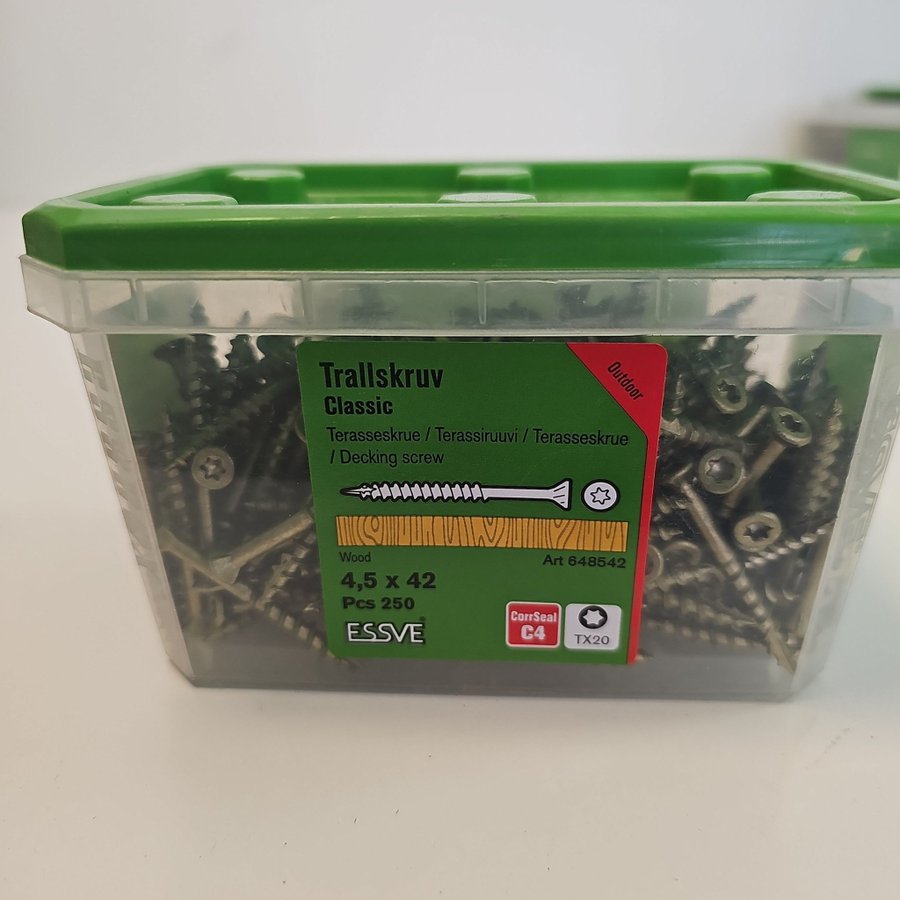 Trallskruv
Classic
Outdoor
Terasseskrue / Terassiruuvi / Terasseskrue
/ Decking screw
Wood
Art 648542
4,5 x 42
Pcs 250
ESSVE
CorrSeal
C4
TX20